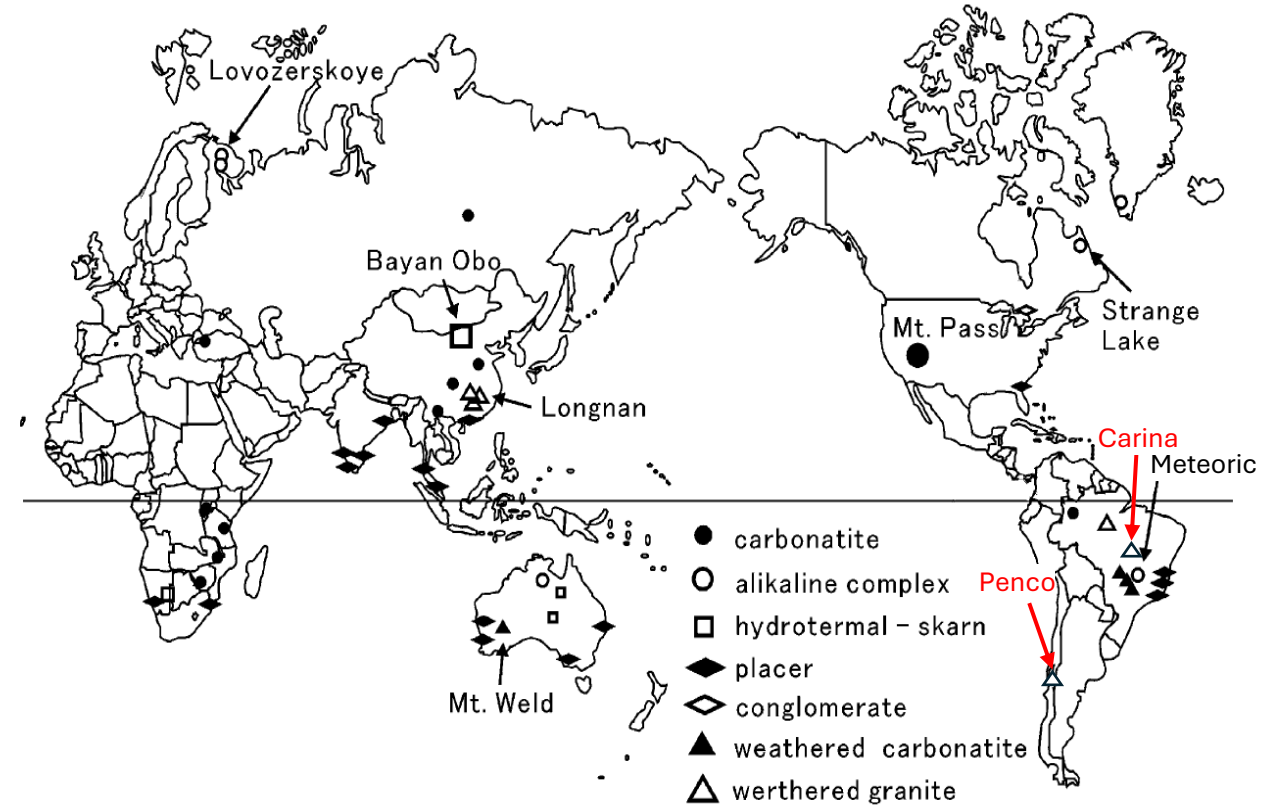 Lovozerskoye
Bayan Obo
Mt. Pass
Strange
Lake
Longnan
Carina
Meteoric
carbonatite
alikaline complex
Penco
hydrotermal – skarn
placer
Mt. Weld
conglomerate
weathered carbonatite
werthered granite